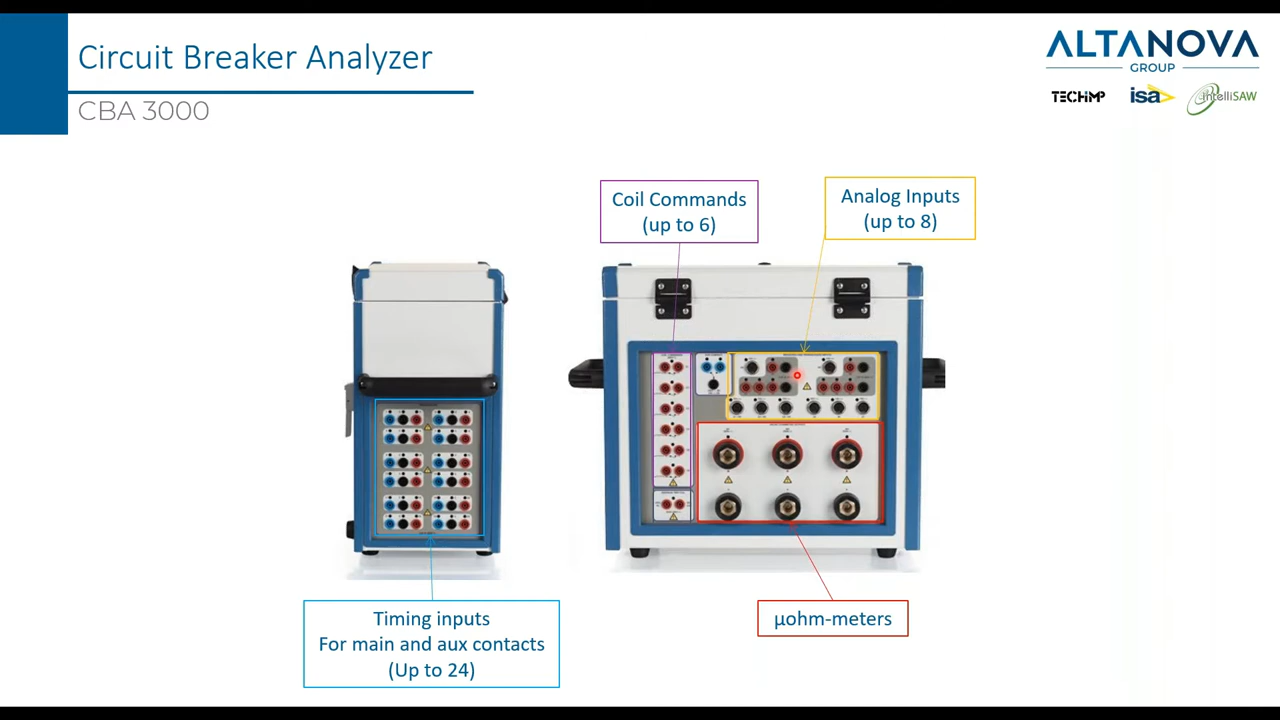 Circuit Breaker Analyzer
CBA 3000
ALTANOVA
GROUP
TECHIMP
isa
intelliSAW
Coil Commands
(up to 6)
Analog Inputs
(up to 8)
Timing inputs
For main and aux contacts
(Up to 24)
µohm-meters